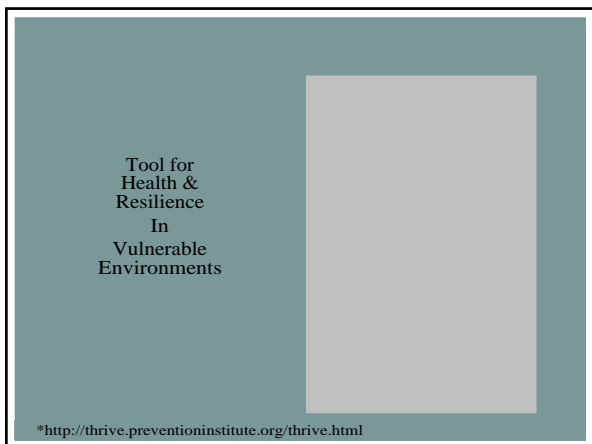 Tool for
Health &
Resilience
In
Vulnerable
Environments
*http://thrive.preventioninstitute.org/thrive.html